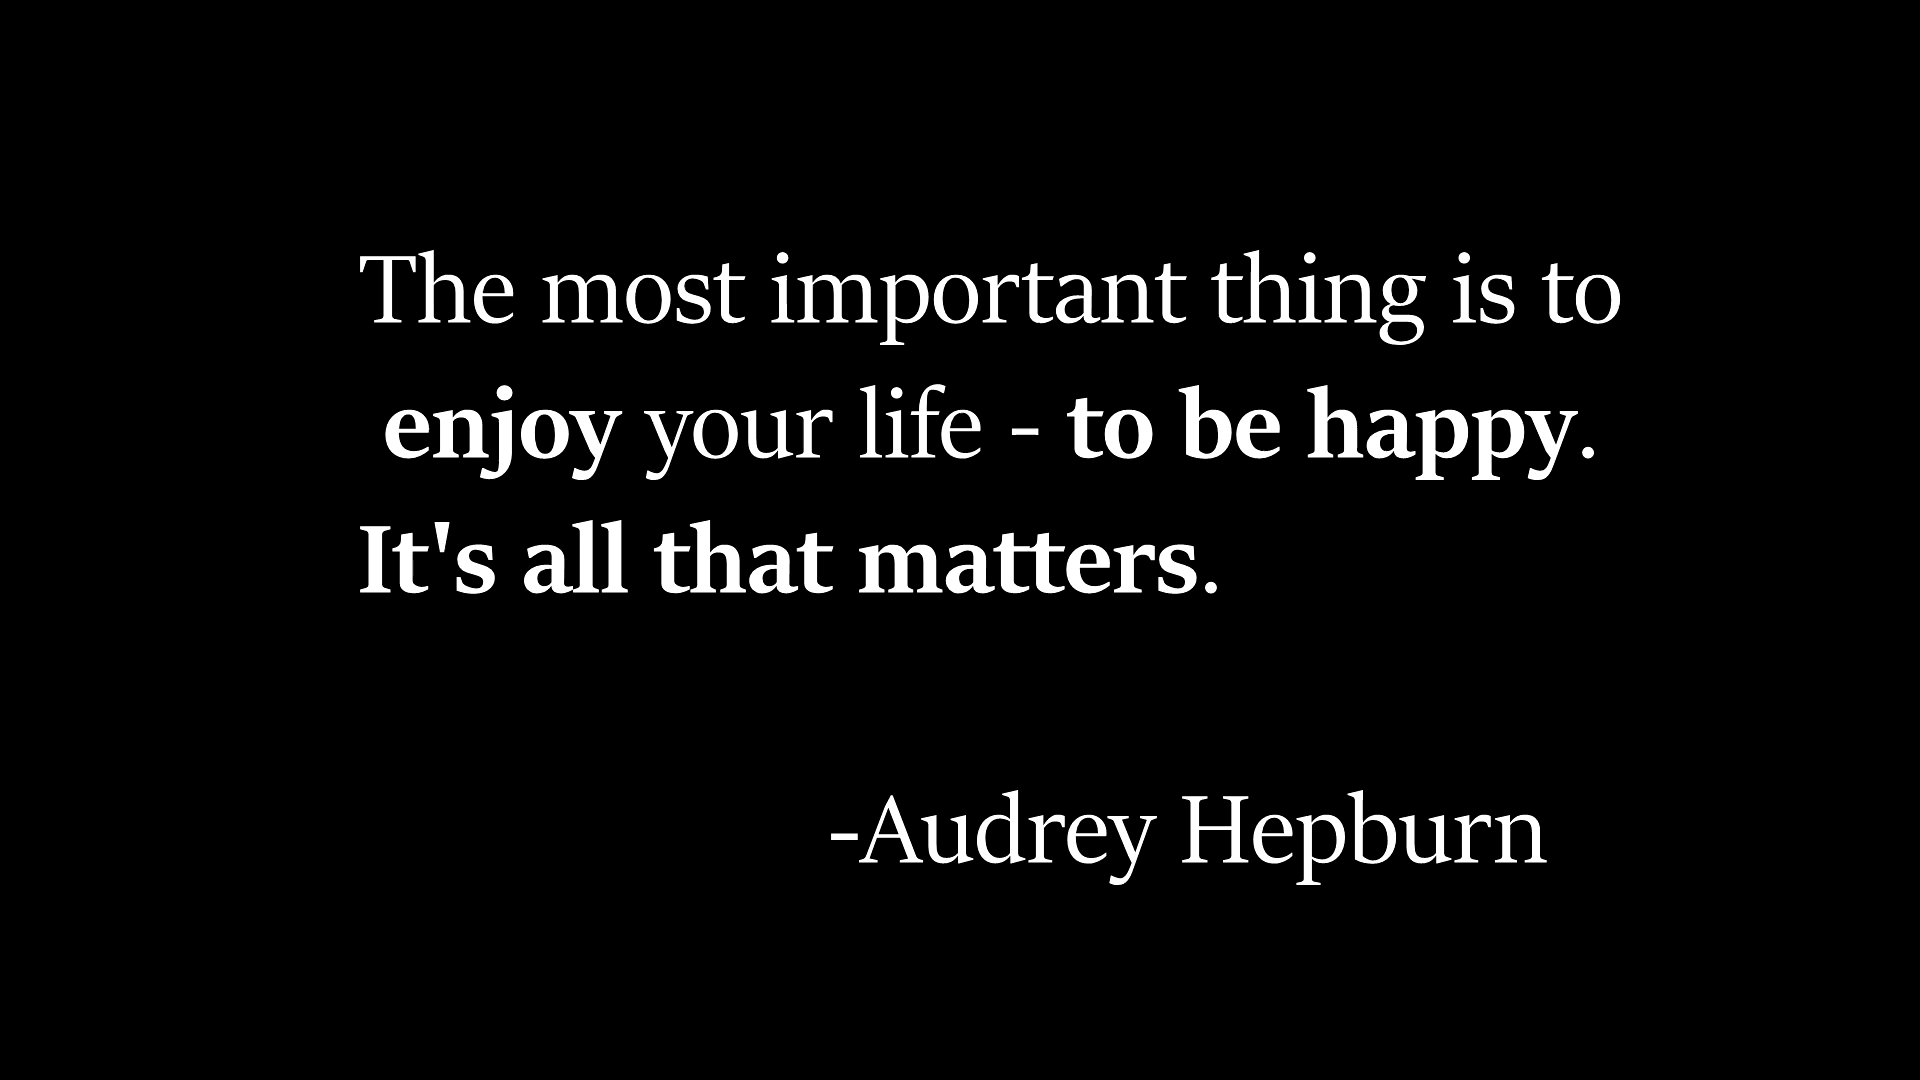 The most important thing is to
enjoy your life - to be happy.
It's all that matters.
-Audrey Hepburn